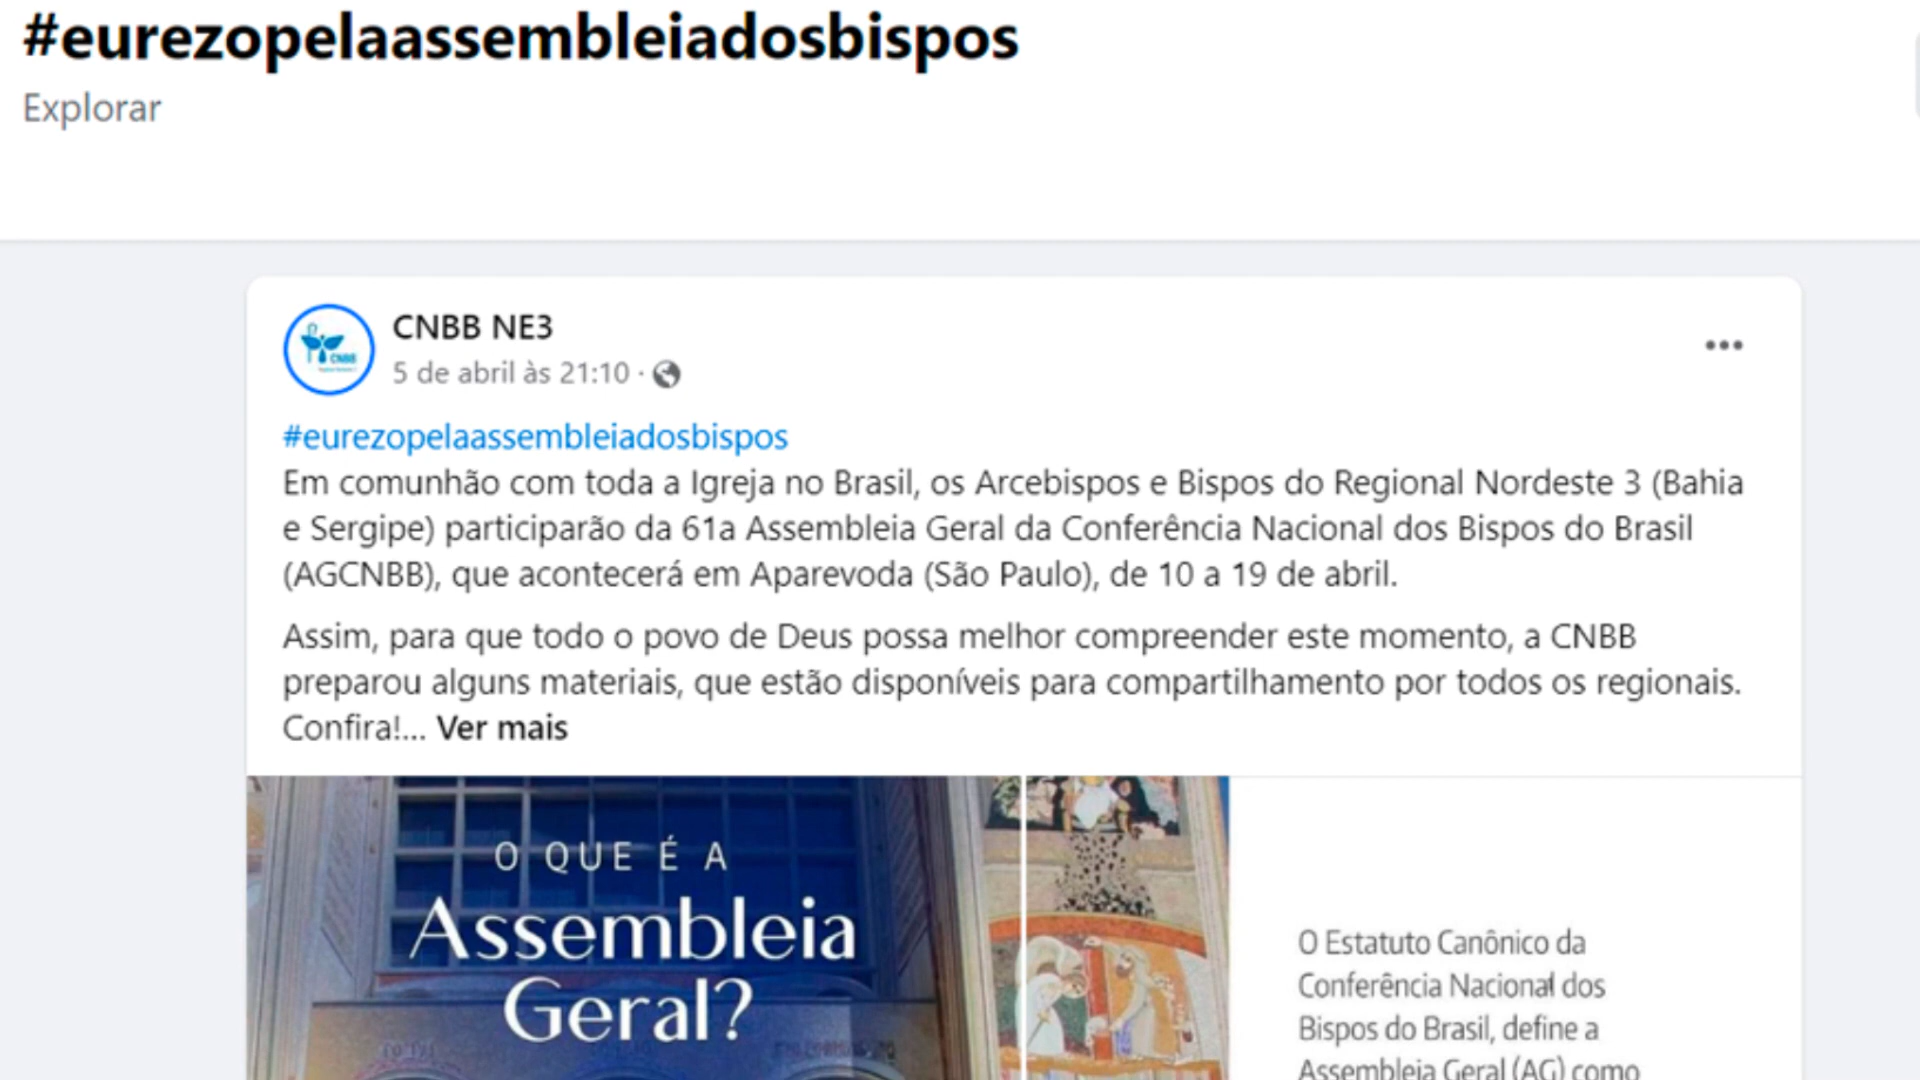 #eurezopelaassembleiadosbispos
Explorar
CNBB NE3
5 de abril às 21:10 ·
#eurezopelaassembleiadosbispos
Em comunhão com toda a Igreja no Brasil, os Arcebispos e Bispos do Regional Nordeste 3 (Bahia
e Sergipe) participarão da 61a Assembleia Geral da Conferência Nacional dos Bispos do Brasil
(AGCNBB), que acontecerá em Aparevoda (São Paulo), de 10 a 19 de abril.
Assim, para que todo o povo de Deus possa melhor compreender este momento, a CNBB
preparou alguns materiais, que estão disponíveis para compartilhamento por todos os regionais.
Confira!... Ver mais
O QUE É A
Assembleia
Geral?
O Estatuto Canônico da
Conferência Nacional dos
Bispos do Brasil, define a
Assembleia Geral (AG) como